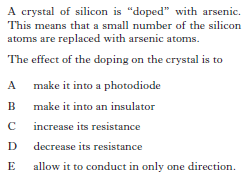 A crystal of silicon is “doped” with arsenic.
This means that a small number of the silicon
atoms are replaced with arsenic atoms.
The effect of the doping on the crystal is to
A make it into a photodiode
B make it into an insulator
C increase its resistance
D decrease its resistance
E allow it to conduct in only one direction.